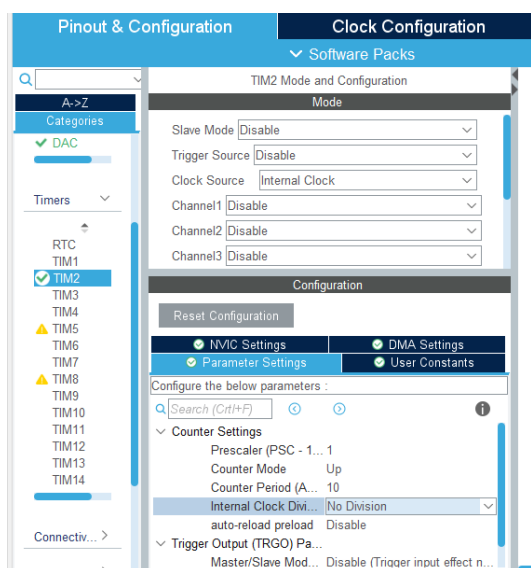 Pinout & Configuration
Clock Configuration
Software Packs
TIM2 Mode and Configuration
A->Z
Categories
DAC
Timers
RTC
TIM1
TIM2
TIM3
TIM4
TIM5
TIM6
TIM7
TIM8
TIM9
TIM10
TIM11
TIM12
TIM13
TIM14
Connectiv...
Mode
Slave Mode Disable
Trigger Source Disable
Clock Source Internal Clock
Channel1 Disable
Channel2 Disable
Channel3 Disable
Configuration
Reset Configuration
NVIC Settings
DMA Settings
Parameter Settings
User Constants
Configure the below parameters :
Search (Crtl+F)
Counter Settings
Prescaler (PSC - 1... 1
Counter Mode Up
Counter Period (A... 10
Internal Clock Divi... No Division
auto-reload preload Disable
Trigger Output (TRGO) Pa...
Master/Slave Mod... Disable (Trigger input effect n...